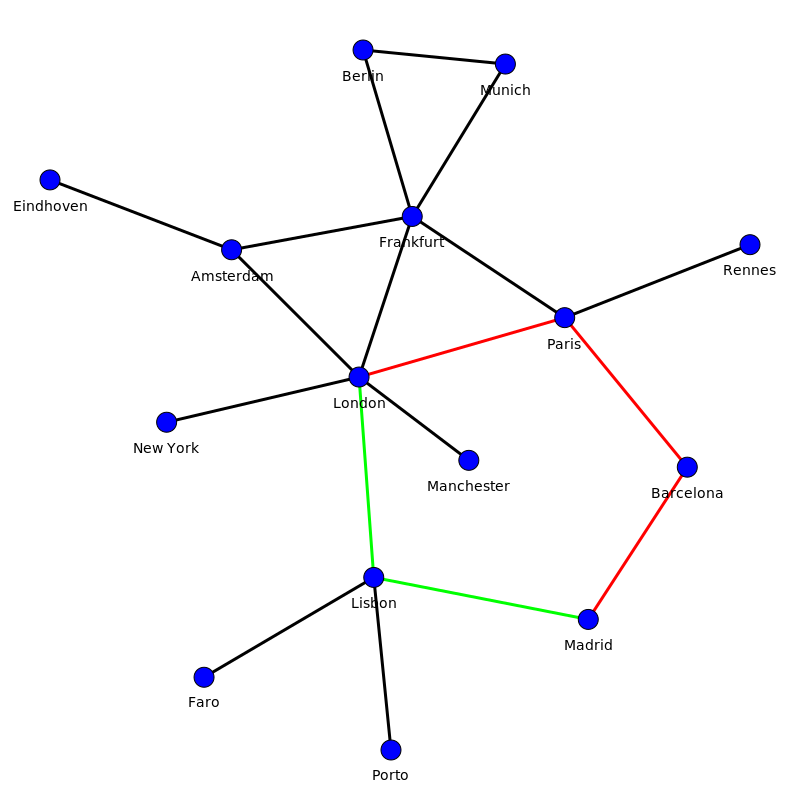 Berlin
Munich
Eindhoven
Frankfurt
Amsterdam
Rennes
Paris
London
New York
Manchester
Barcelona
Lisbon
Madrid
Faro
Porto